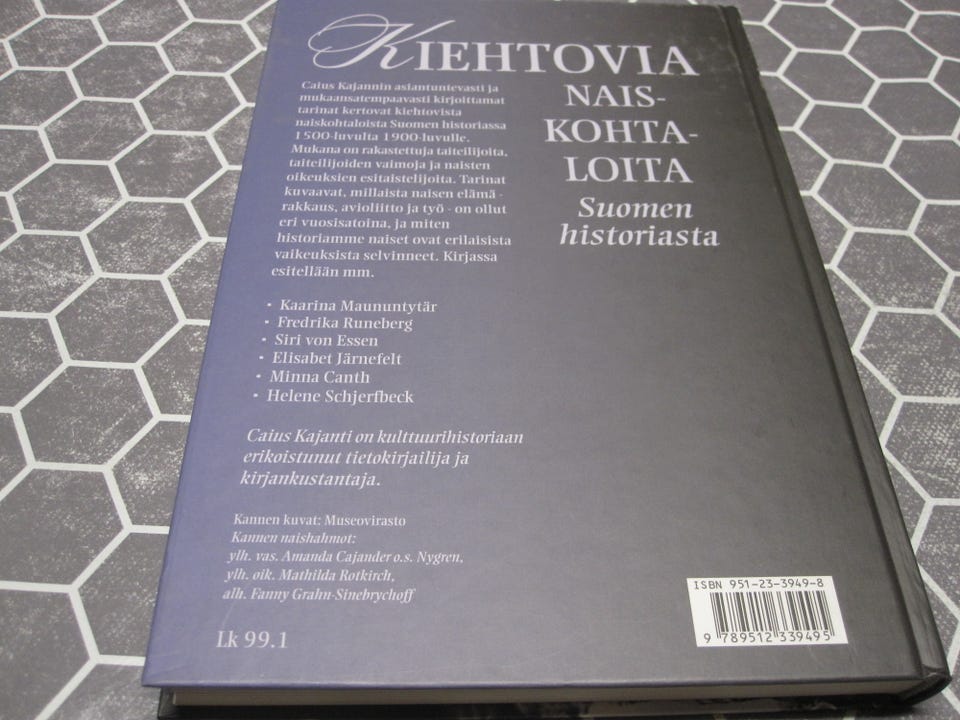 KIEHTOVIA
NAIS-
KOHTA-
LOITA
Suomen
historiasta
Caius Kajannin asiantuntevasti ja
mukaansatempaavasti kirjoittamat
tarinat kertovat kiehtovista
naiskohtaloista Suomen historiassa
1500-luvulta 1900-luvulle.
Mukana on rakastettuja taiteilijoita,
taiteilijoiden vaimoja ja naisten
oikeuksien esitaistelijoita. Tarinat
kuvaavat, millaista naisen elämä -
rakkaus, avioliitto ja työ - on ollut
eri vuosisatoina, ja miten
historiamme naiset ovat erilaisista
vaikeuksista selvinneet. Kirjassa
esitellään mm.
• Kaarina Maununtytär
• Fredrika Runeberg
• Siri von Essen
• Elisabet Järnefelt
• Minna Canth
• Helene Schjerfbeck
Caius Kajanti on kulttuurihistoriaan
erikoistunut tietokirjailija ja
kirjankustantaja.
Kannen kuvat: Museovirasto
Kannen naishahmot:
ylh. vas. Amanda Cajander o.s. Nygren,
ylh. oik. Mathilda Rotkirch,
alh. Fanny Grahn-Sinebrychoff
Lk 99.1
ISBN 951-23-3949-8
9 789512 339495